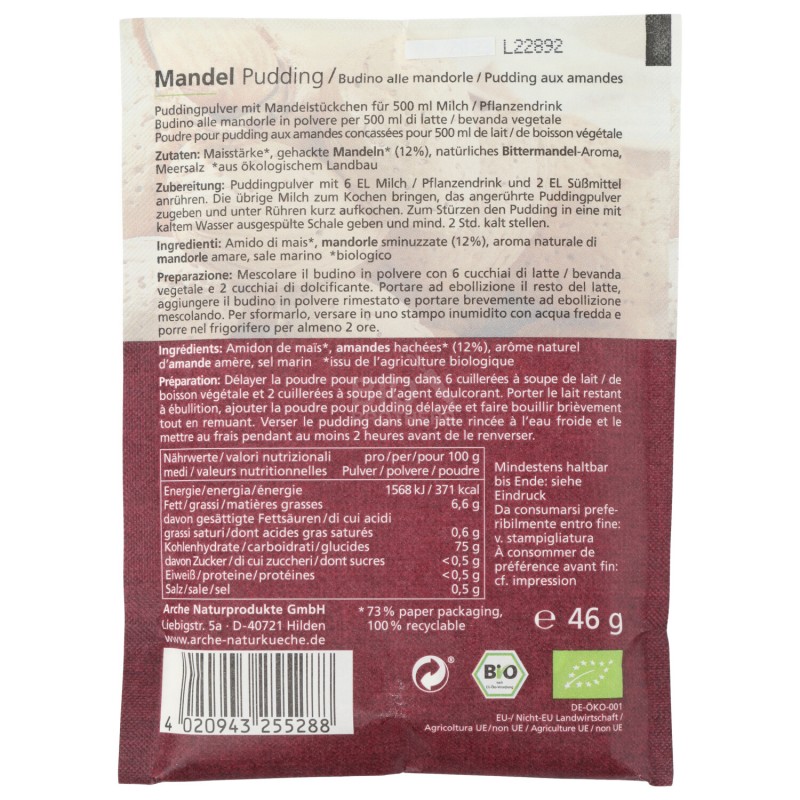 L22892
Mandel Pudding / Budino alle mandorle / Pudding aux amandes
Puddingpulver mit Mandelstückchen für 500 ml Milch / Pflanzendrink
Budino alle mandorle in polvere per 500 ml di latte / bevanda vegetale
Poudre pour pudding aux amandes concassées pour 500 ml de lait / de boisson végétale
Zutaten: Maisstärke*, gehackte Mandeln* (12%), natürliches Bittermandel-Aroma,
Meersalz *aus ökologischem Landbau
Zubereitung: Puddingpulver mit 6 EL Milch / Pflanzendrink und 2 EL Süßmittel
anrühren. Die übrige Milch zum Kochen bringen, das angerührte Puddingpulver
zugeben und unter Rühren kurz aufkochen. Zum Stürzen den Pudding in eine mit
kaltem Wasser ausgespülte Schale geben und mind. 2 Std. kalt stellen.
Ingredienti: Amido di mais*, mandorle sminuzzate (12%), aroma naturale di
mandorle amare, sale marino *biologico
Preparazione: Mescolare il budino in polvere con 6 cucchiai di latte / bevanda
vegetale e 2 cucchiai di dolcificante. Portare ad ebollizione il resto del latte,
aggiungere il budino in polvere rimestato e portare brevemente ad ebollizione
mescolando. Per sformarlo, versare in uno stampo inumidito con acqua fredda e
porre nel frigorifero per almeno 2 ore.
Ingrédients: Amidon de maïs*, amandes hachées* (12%), arôme naturel
d'amande amère, sel marin *issu de l'agriculture biologique
Préparation: Délayer la poudre pour pudding dans 6 cuillerées à soupe de lait / de
boisson végétale et 2 cuillerées à soupe d'agent édulcorant. Porter le lait restant
à ébullition, ajouter la poudre pour pudding délayée et faire bouillir brièvement
tout en remuant. Verser le pudding dans une jatte rincée à l'eau froide et le
mettre au frais pendant au moins 2 heures avant de le renverser.
Nährwerte / valori nutrizionali pro / per / pour 100 g
medi / valeurs nutritionnelles Pulver / polvere / poudre
Energie / energia / énergie 1568 kJ / 371 kcal
Fett / grassi / matières grasses 6,6 g
davon gesättigte Fettsäuren / di cui acidi
grassi saturi / dont acides gras saturés 0,6 g
Kohlenhydrate / carboidrati / glucides 75 g
davon Zucker / di cui zuccheri / dont sucres <0,5 g
Eiweiß / proteine / protéines <0,5 g
Salz / sale / sel 0,5 g
Mindestens haltbar
bis Ende: siehe
Eindruck
Da consumarsi prefe-
ribilmente entro fine:
v. stampigliatura
À consommer de
préférence avant fin:
cf. impression
Arche Naturprodukte GmbH
Liebigstr. 5a · D-40721 Hilden
www.arche-naturkueche.de
*73% paper packaging,
100% recyclable
e 46 g
4 020943 255288
BIO
DE-ÖKO-001
EU-/ Nicht-EU Landwirtschaft /
Agricoltura UE / non UE / Agriculture UE / non UE